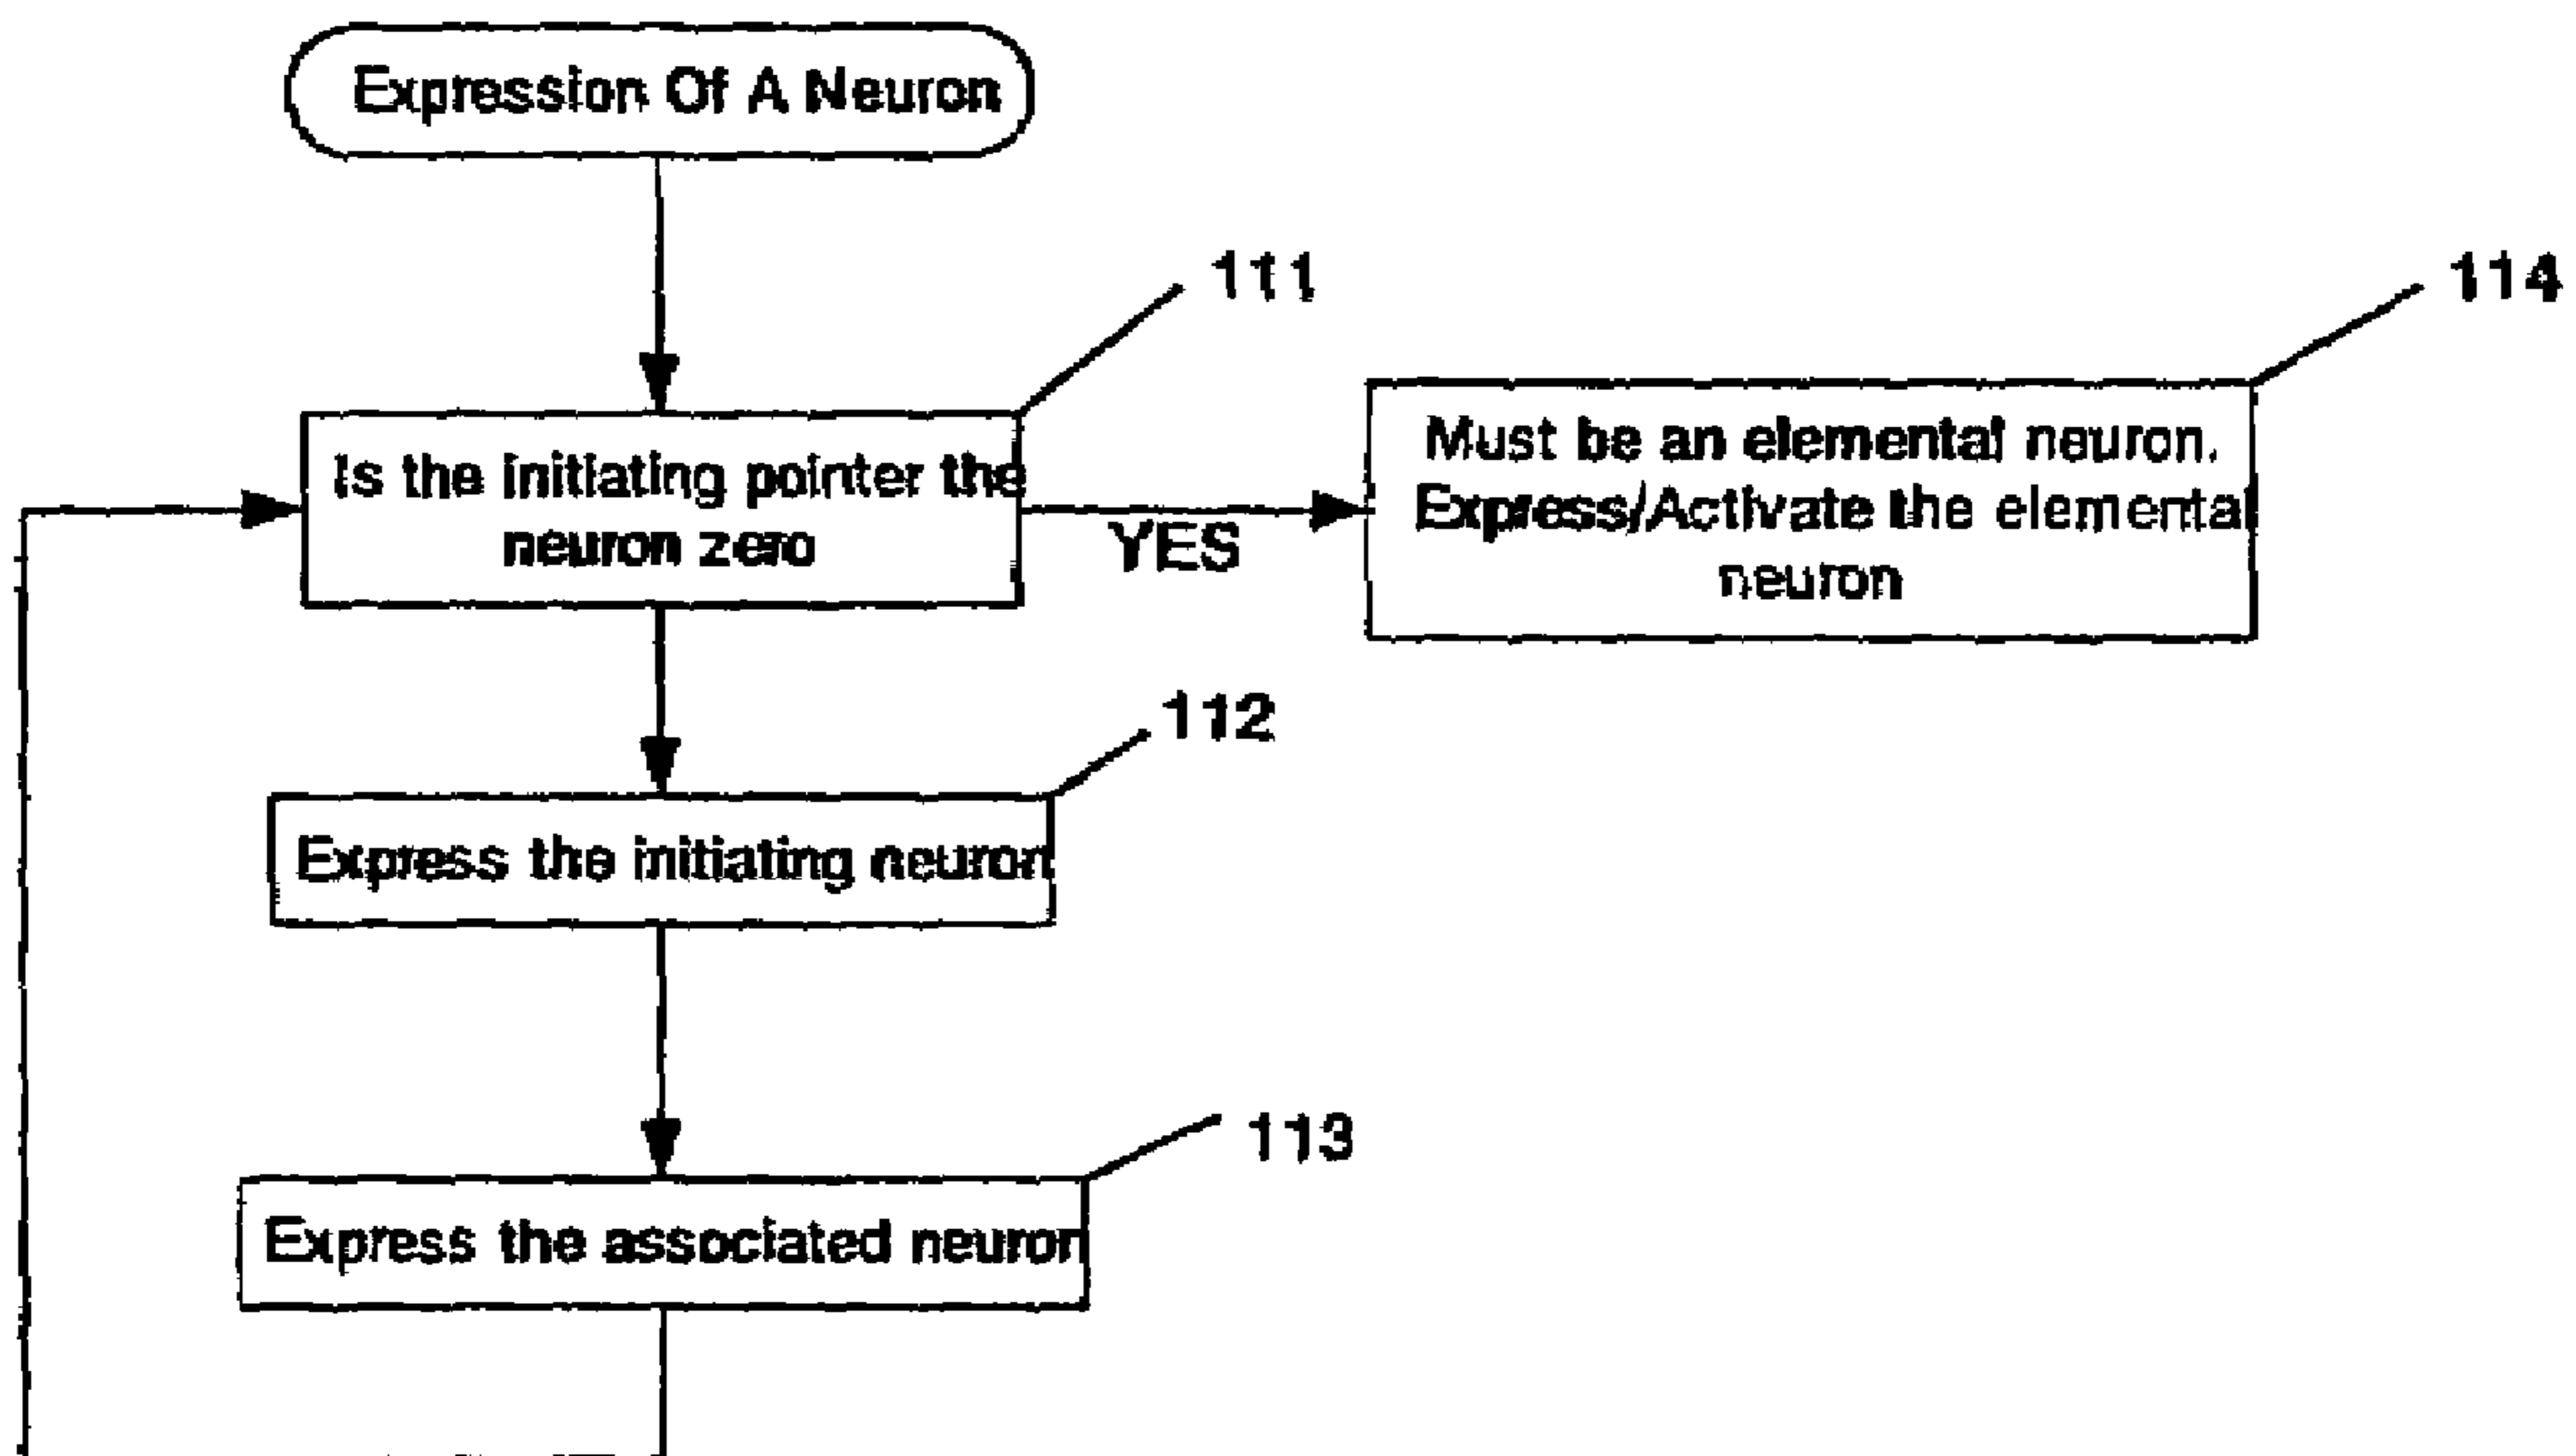 Expression Of A Neuron
111
114
Is the initiating pointer the
neuron zero
YES
Must be an elemental neuron.
Express/Activate the elemental
neuron
112
Express the initiating neuron
113
Express the associated neuron